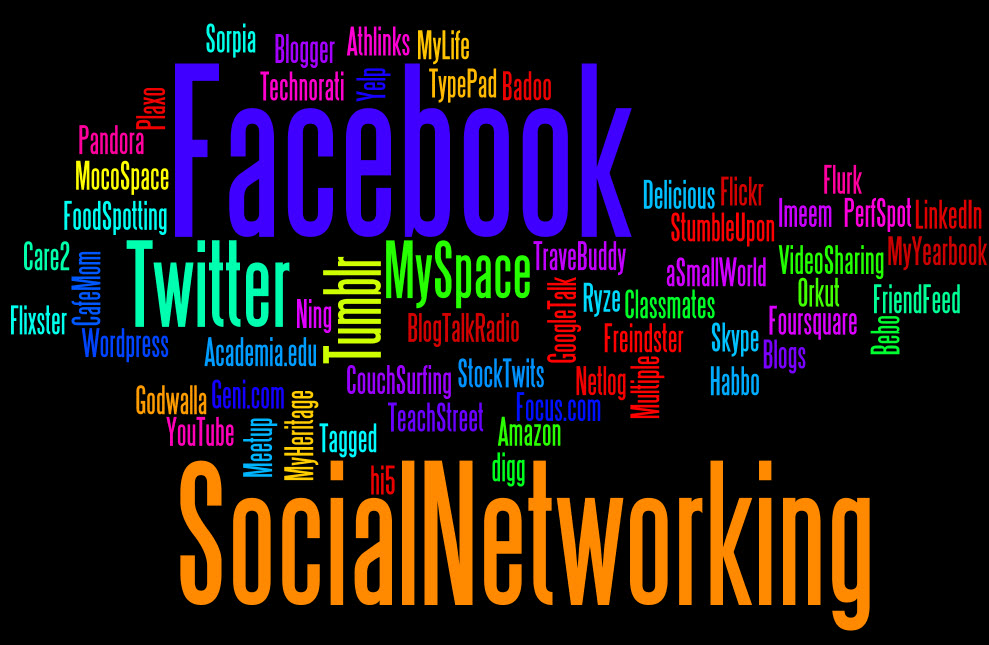 Sorpia
Blogger
Athlinks
MyLife
Technorati
Yelp
TypePad
Badoo
Plaxo
Facebook
Pandora
MocoSpace
FoodSpotting
Delicious
Flickr
Flurk
StumbleUpon
Imeem
PerfSpot
LinkedIn
Care2
CafeMom
Twitter
Tumblr
MySpace
TraveBuddy
aSmallWorld
VideoSharing
MyYearbook
Flixster
Ning
GoogleTalk
Ryze
Classmates
Orkut
FriendFeed
Wordpress
Academia.edu
BlogTalkRadio
Freindster
Skype
Foursquare
Bebo
Blogs
CouchSurfing
StockTwits
Netlog
Multiple
Habbo
Godwalla
Geni.com
MyHeritage
TeachStreet
Focus.com
YouTube
Meetup
Tagged
Amazon
hi5
digg
SocialNetworking